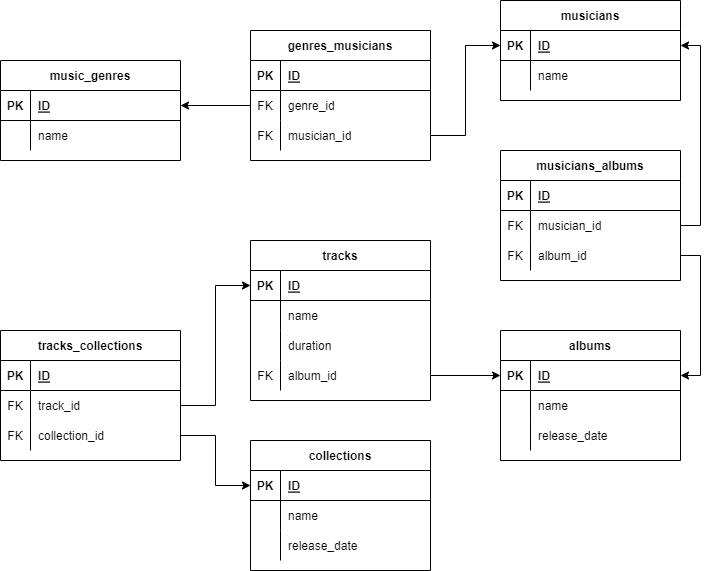 musicians
PK ID
name
genres_musicians
PK ID
FK genre_id
FK musician_id
music_genres
PK ID
name
musicians_albums
PK ID
FK musician_id
FK album_id
tracks
PK ID
name
duration
FK album_id
tracks_collections
PK ID
FK track_id
FK collection_id
albums
PK ID
name
release_date
collections
PK ID
name
release_date